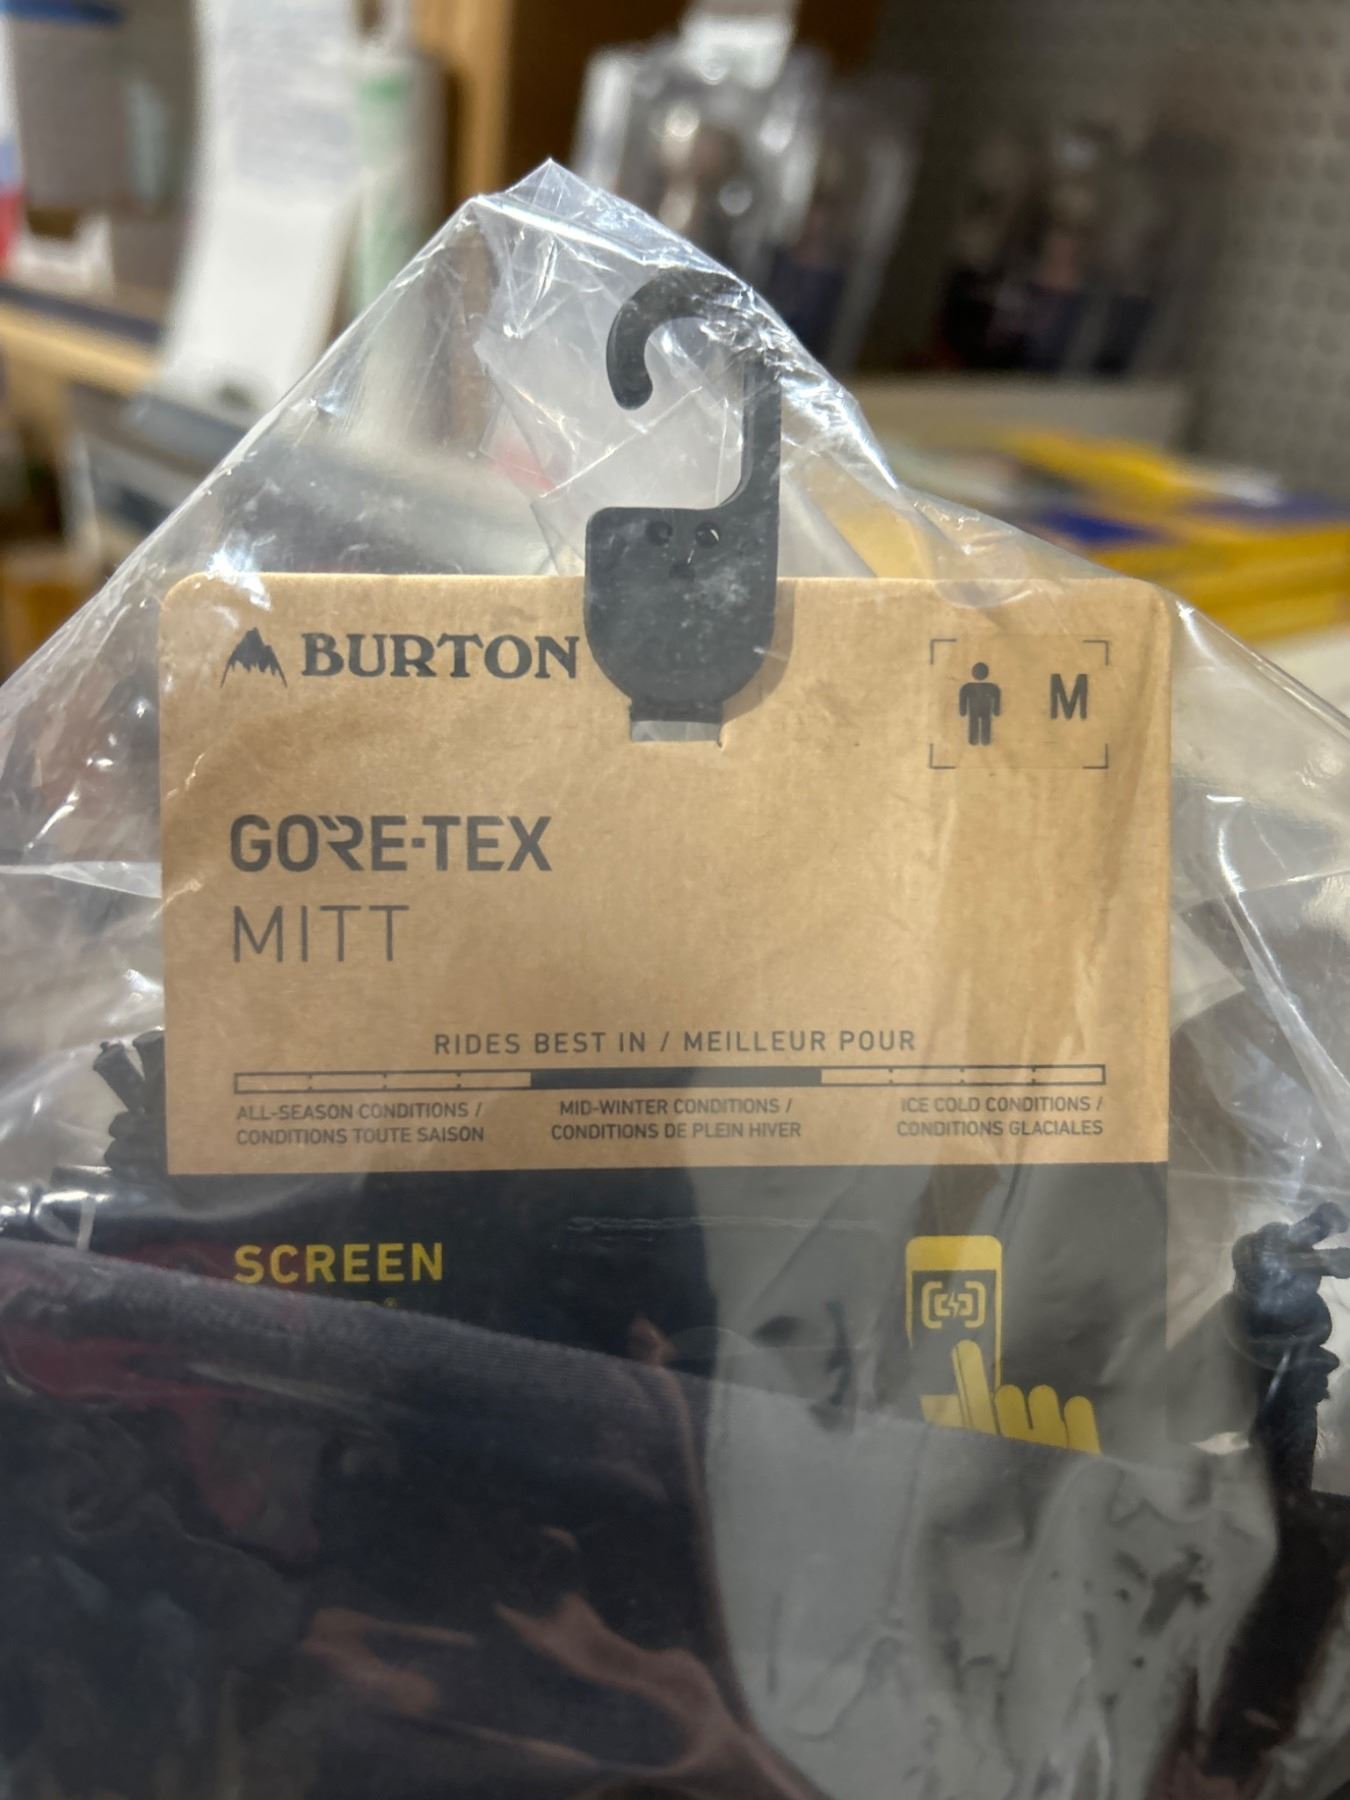 BURTON
M
GORE-TEX
MITT
RIDES BEST IN / MEILLEUR POUR
ALL-SEASON CONDITIONS /
CONDITIONS TOUTE SAISON
MID-WINTER CONDITIONS /
CONDITIONS DE PLEIN HIVER
ICE COLD CONDITIONS /
CONDITIONS GLACIALES
SCREEN